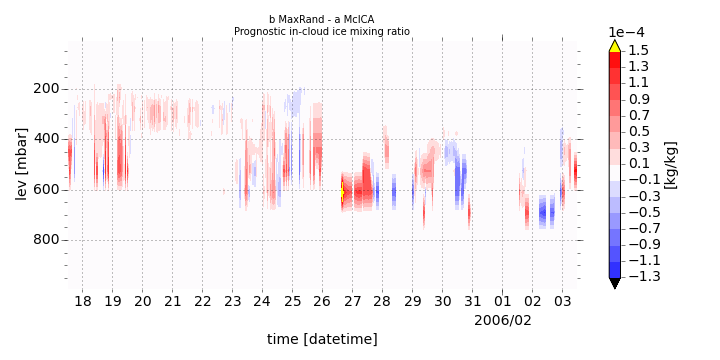 b MaxRand - a McICA
Prognostic in-cloud ice mixing ratio
1e−4
lev [mbar]
200
400
600
800
18 19 20 21 22 23 24 25 26 27 28 29 30 31 01 02 03
2006/02
time [datetime]
1.5
1.3
1.1
0.9
0.7
0.5
0.3
0.1
−0.1
−0.3
−0.5
−0.7
−0.9
−1.1
−1.3
[kg/kg]